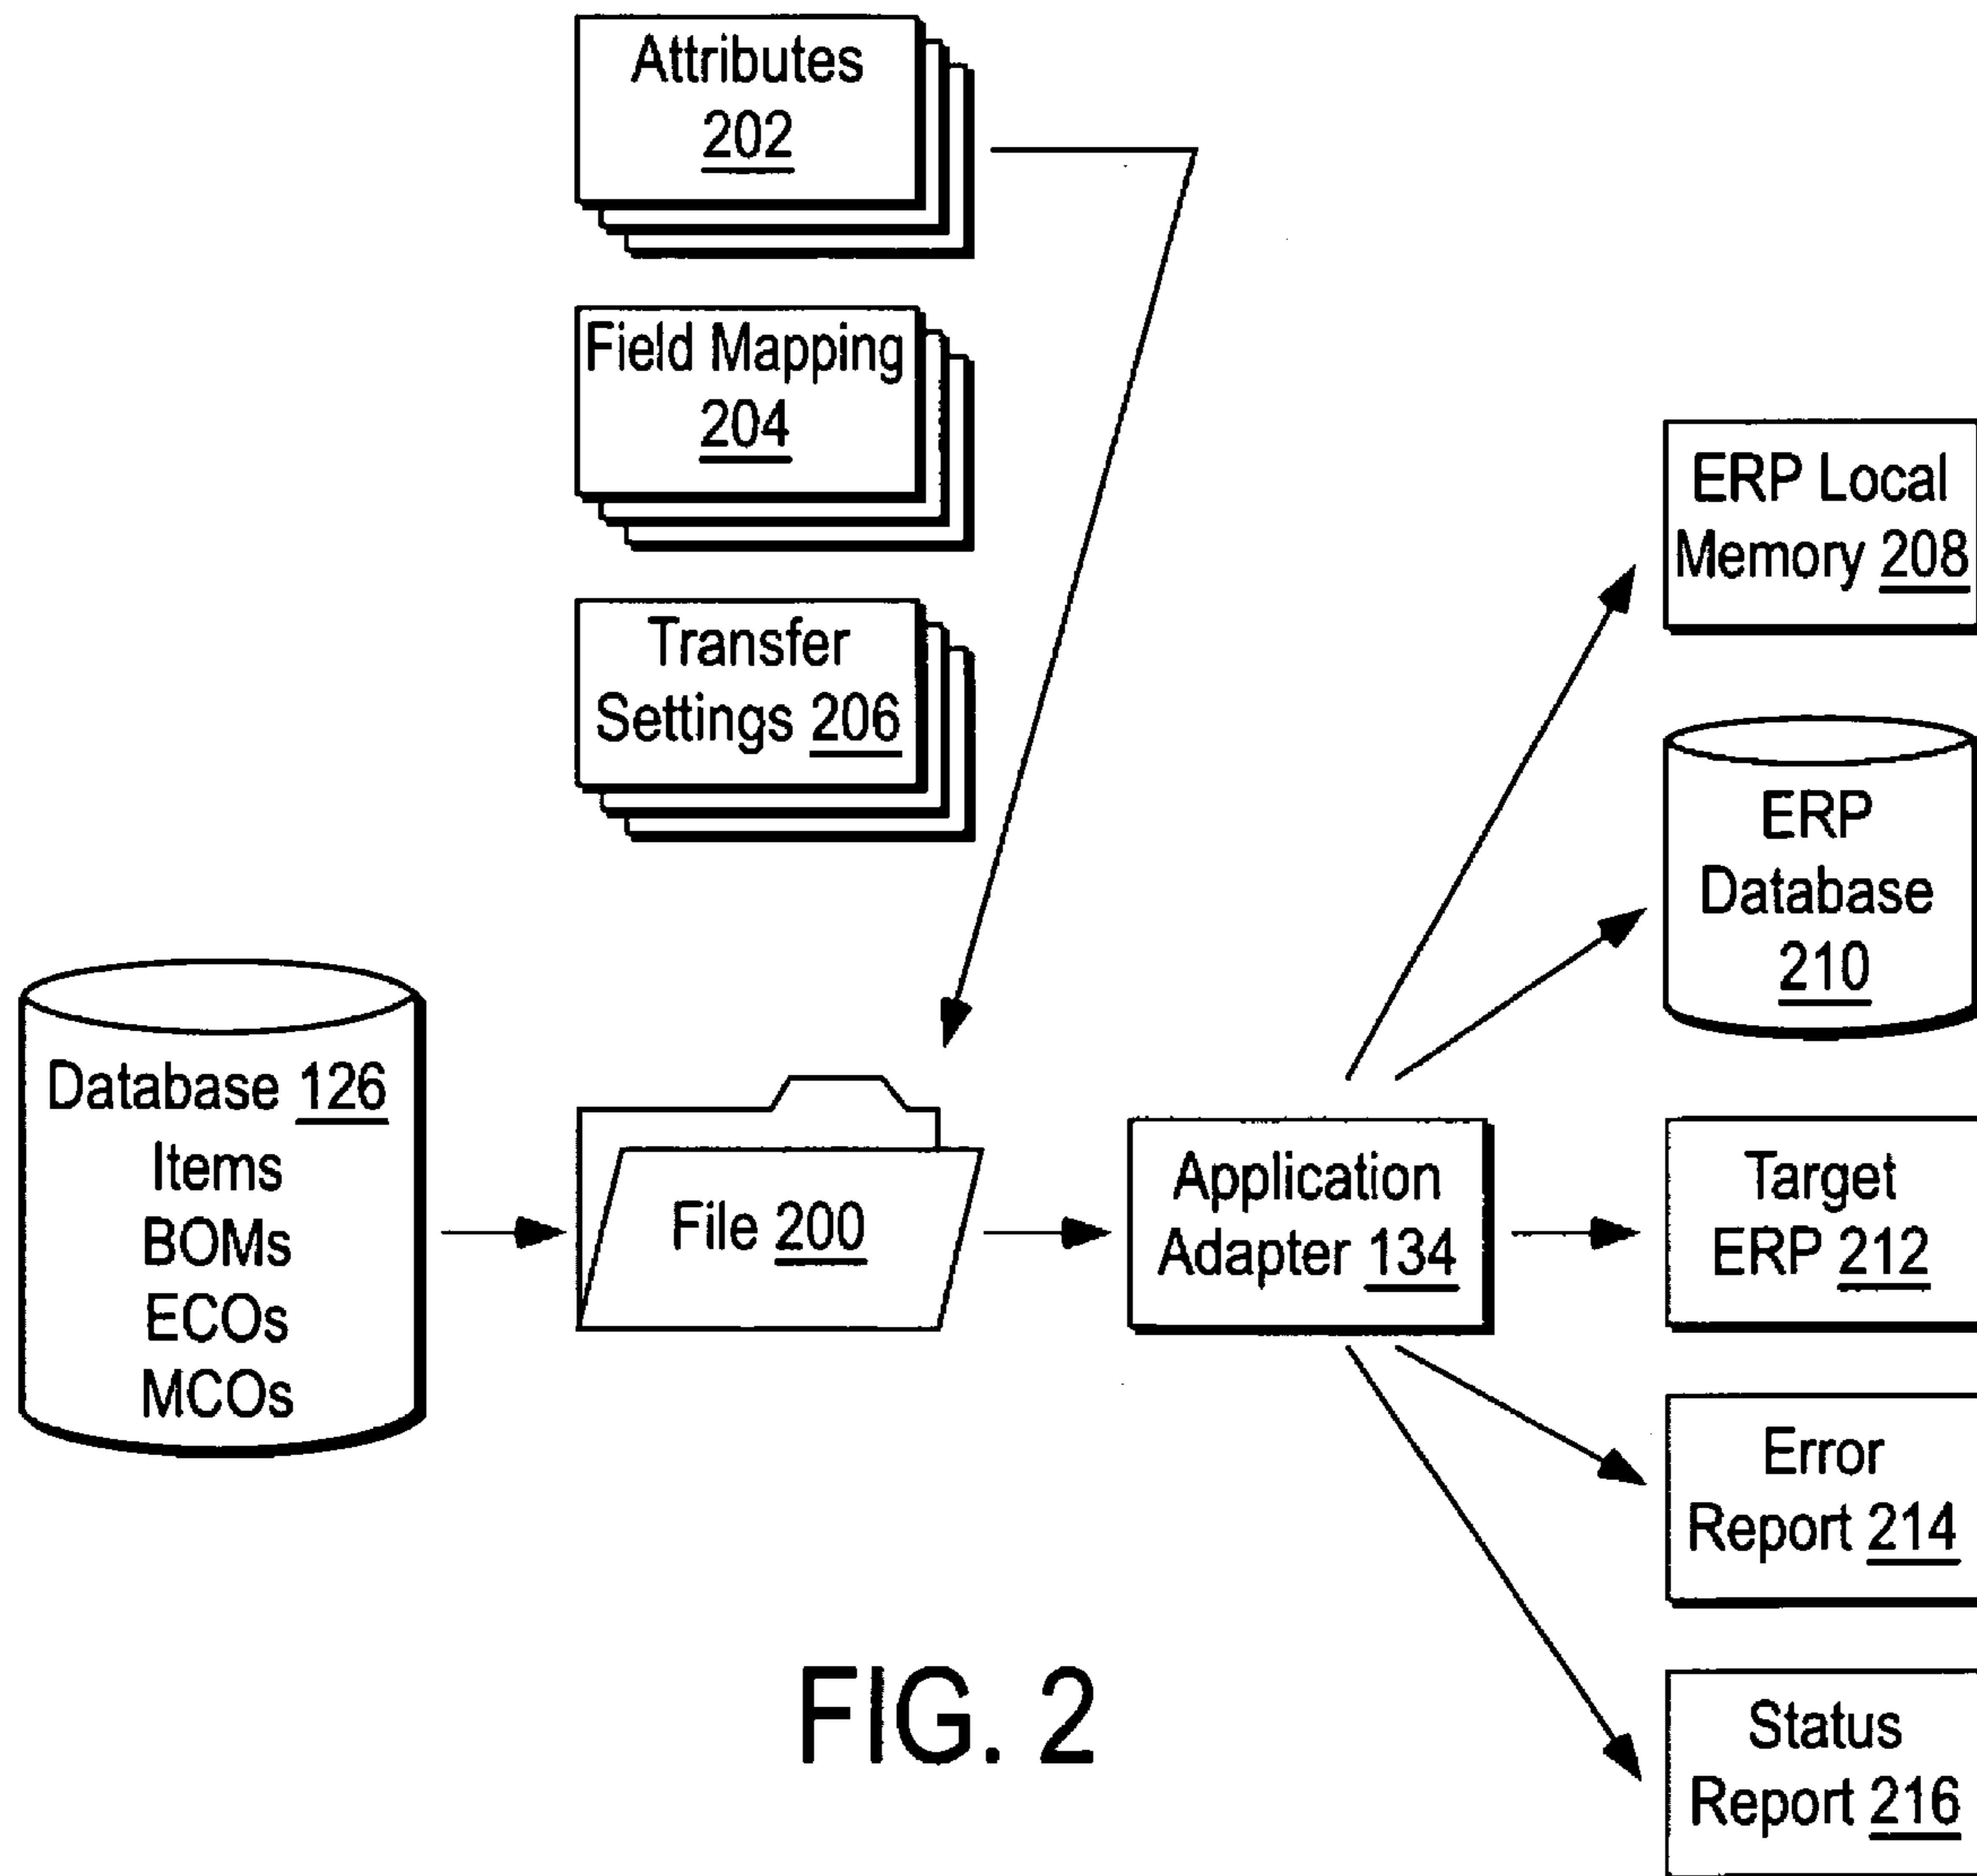 Attributes
202
Field Mapping
204
Transfer
Settings 206
ERP Local
Memory 208
ERP
Database
210
Database 126
Items
BOMs
ECOs
MCOs
File 200
Application
Adapter 134
Target
ERP 212
Error
Report 214
Status
Report 216
FIG. 2